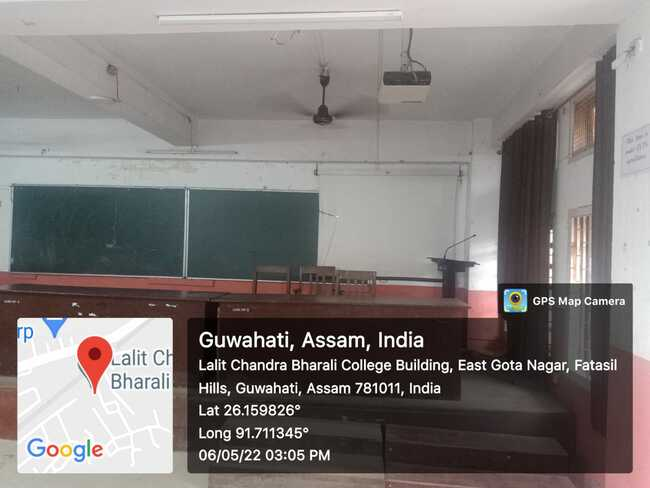 GPS Map Camera
Guwahati, Assam, India
Lalit Chandra Bharali College Building, East Gota Nagar, Fatasil
Hills, Guwahati, Assam 781011, India
Lat 26.159826°
Long 91.711345°
06/05/22 03:05 PM
rp
Lalit Ch
Bharali
Google